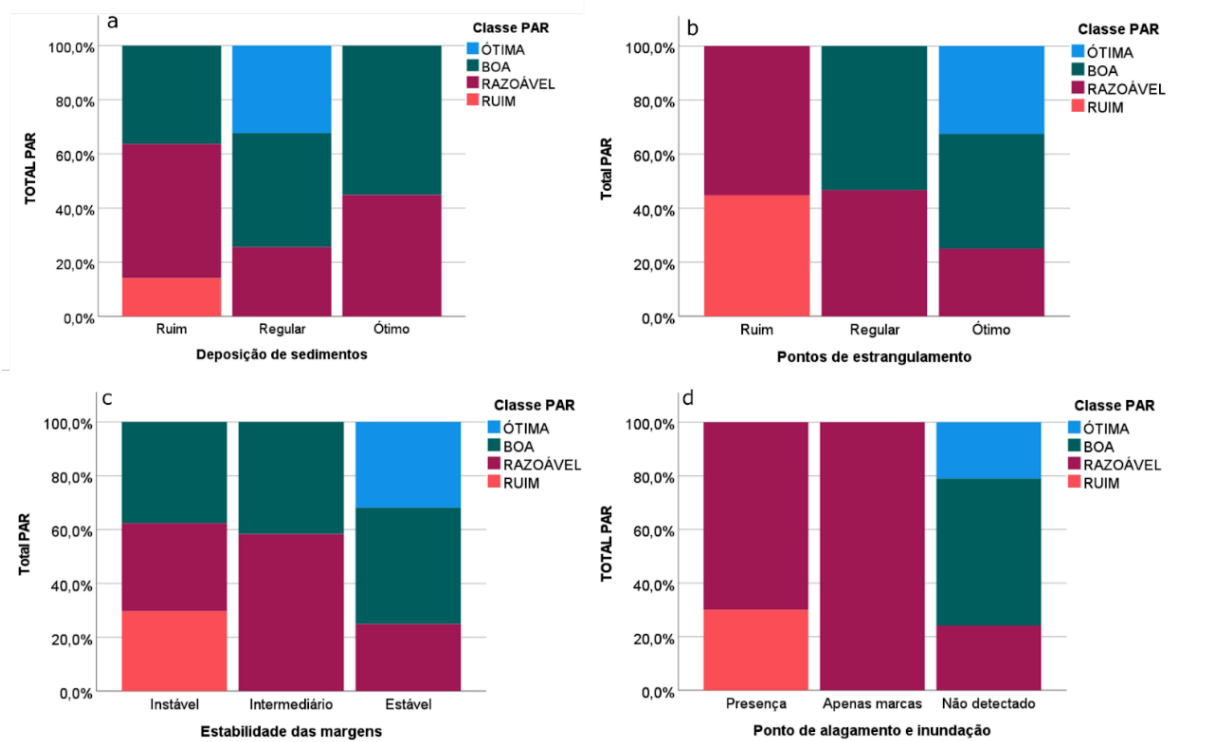 a
Classe PAR
ÓTIMA
BOA
RAZOÁVEL
RUIM
100,0%
80,0%
60,0%
40,0%
20,0%
0,0%
TOTAL PAR
Ruim Regular Ótimo
Deposição de sedimentos
b
Classe PAR
ÓTIMA
BOA
RAZOÁVEL
RUIM
100,0%
80,0%
60,0%
40,0%
20,0%
0,0%
Total PAR
Ruim Regular Ótimo
Pontos de estrangulamento
c
Classe PAR
ÓTIMA
BOA
RAZOÁVEL
RUIM
100,0%
80,0%
60,0%
40,0%
20,0%
0,0%
Total PAR
Instável Intermediário Estável
Estabilidade das margens
d
Classe PAR
ÓTIMA
BOA
RAZOÁVEL
RUIM
100,0%
80,0%
60,0%
40,0%
20,0%
0,0%
TOTAL PAR
Presença Apenas marcas Não detectado
Ponto de alagamento e inundação